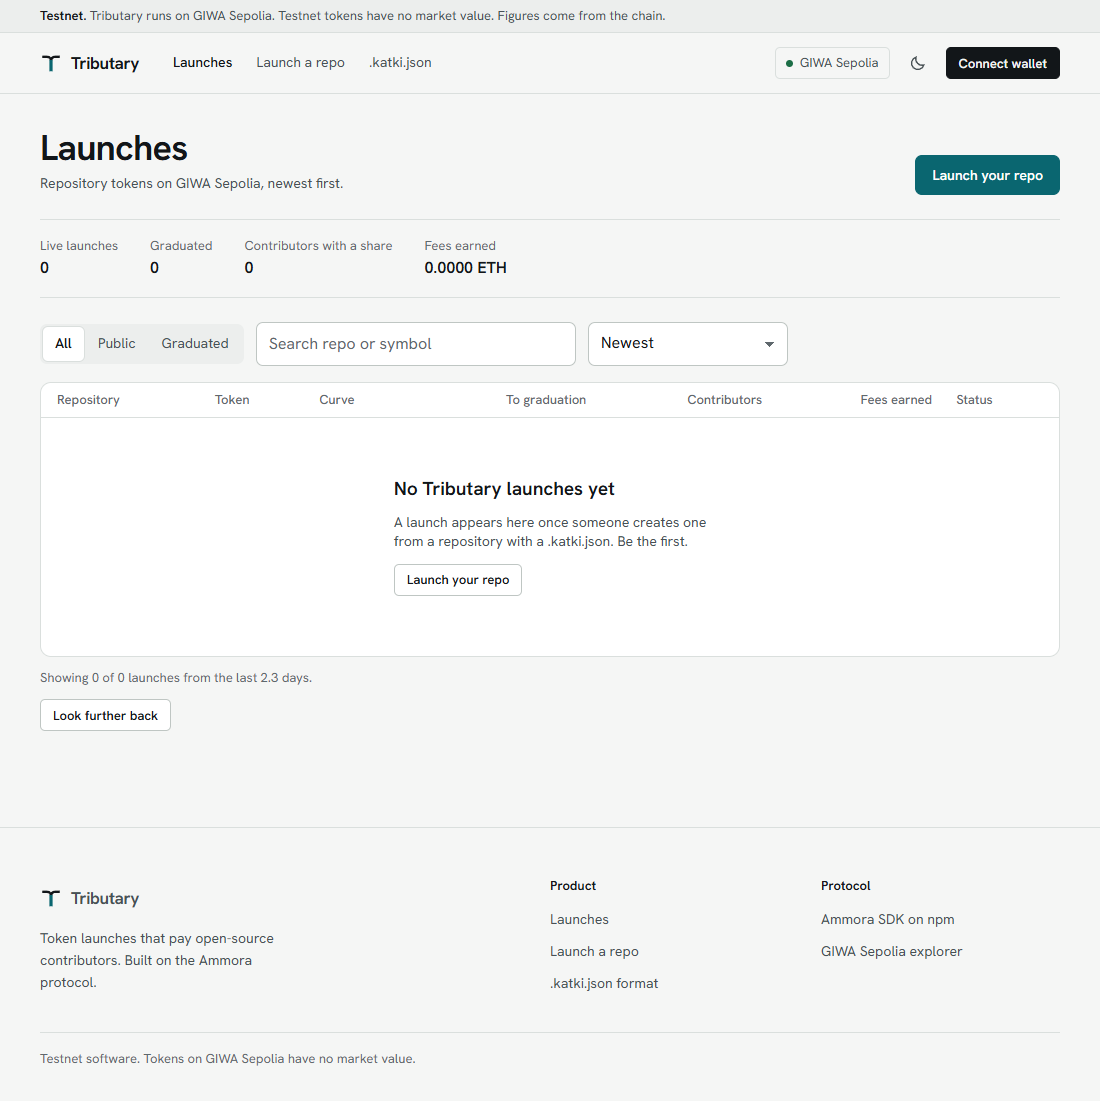 Testnet. Tributary runs on GIWA Sepolia. Testnet tokens have no market value. Figures come from the chain.
Tributary
Launches
Launch a repo
.katki.json
GIWA Sepolia
Connect wallet
Launches
Repository tokens on GIWA Sepolia, newest first.
Launch your repo
Live launches
0
Graduated
0
Contributors with a share
0
Fees earned
0.0000 ETH
All
Public
Graduated
Search repo or symbol
Newest
Repository
Token
Curve
To graduation
Contributors
Fees earned
Status
No Tributary launches yet
A launch appears here once someone creates one
from a repository with a .katki.json. Be the first.
Launch your repo
Showing 0 of 0 launches from the last 2.3 days.
Look further back
Tributary
Token launches that pay open-source
contributors. Built on the Ammora
protocol.
Product
Launches
Launch a repo
.katki.json format
Protocol
Ammora SDK on npm
GIWA Sepolia explorer
Testnet software. Tokens on GIWA Sepolia have no market value.